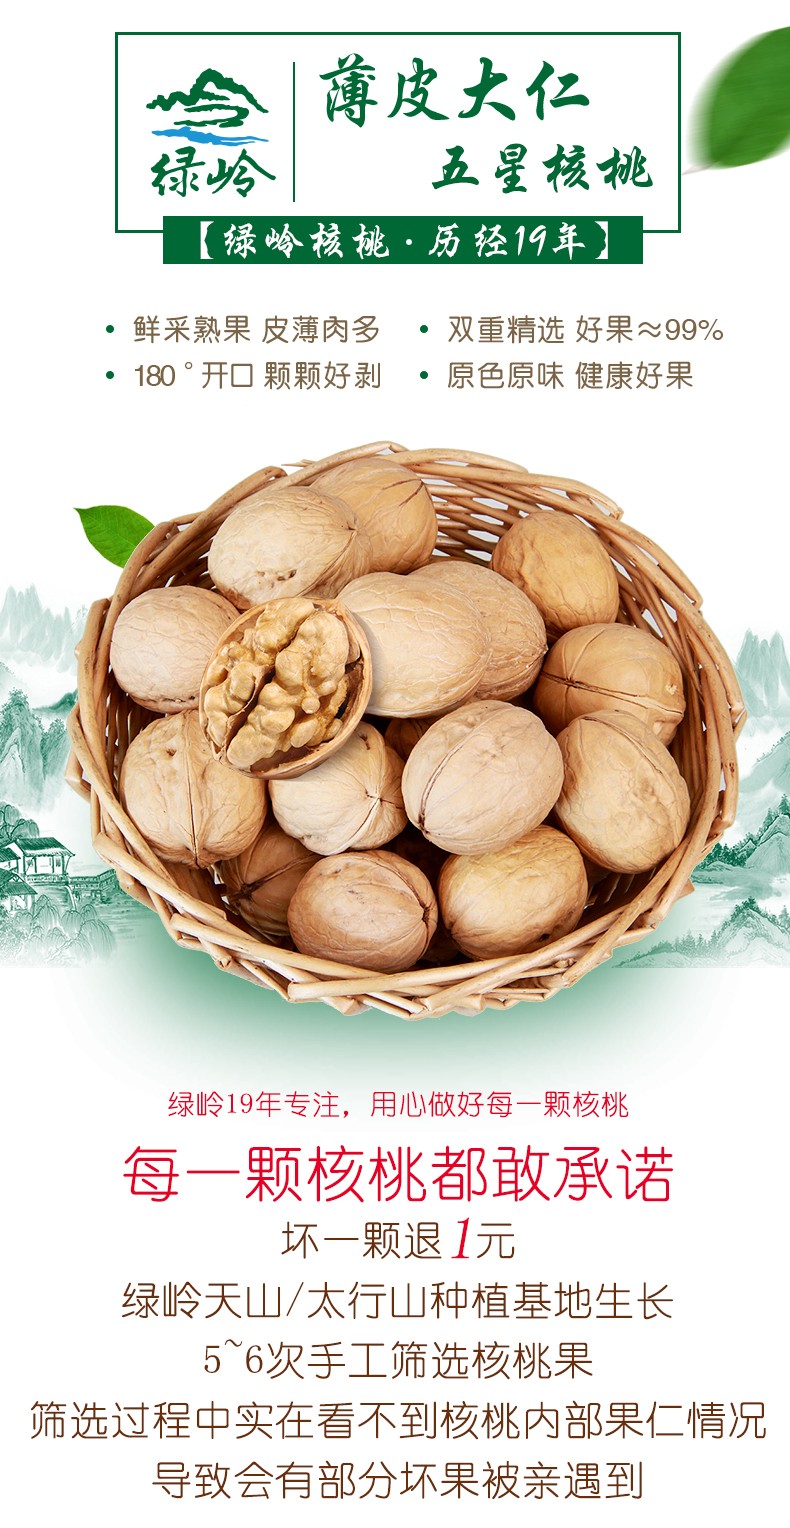 薄皮大仁
绿岭
五星核桃
【绿岭核桃·历经19年】
• 鲜采熟果 皮薄肉多
• 双重精选 好果≈99%
• 180°开口 颗颗好剥
• 原色原味 健康好果
绿岭19年专注，用心做好每一颗核桃
每一颗核桃都敢承诺
坏一颗退1元
绿岭天山/太行山种植基地生长
5~6次手工筛选核桃果
筛选过程中实在看不到核桃内部果仁情况
导致会有部分坏果被亲遇到